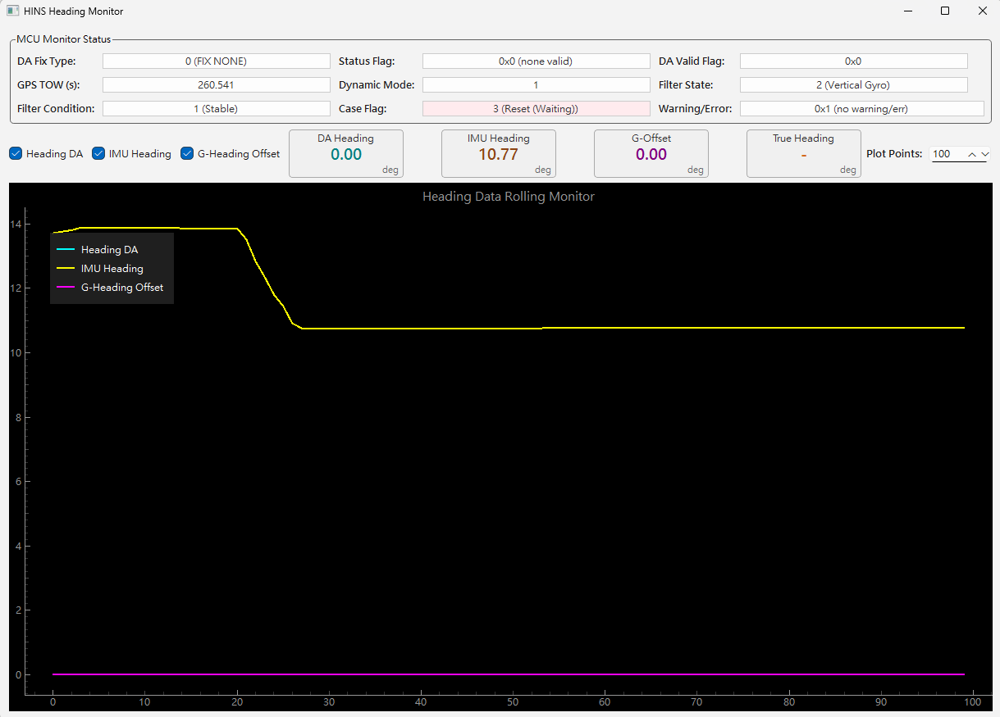 HINS Heading Monitor
MCU Monitor Status
DA Fix Type: 0 (FIX NONE) Status Flag: 0x0 (none valid) DA Valid Flag: 0x0
GPS TOW (s): 260.541 Dynamic Mode: 1 Filter State: 2 (Vertical Gyro)
Filter Condition: 1 (Stable) Case Flag: 3 (Reset (Waiting)) Warning/Error: 0x1 (no warning/err)
Heading DA IMU Heading G-Heading Offset
DA Heading
0.00
deg
IMU Heading
10.77
deg
G-Offset
0.00
deg
True Heading
-
deg
Plot Points: 100
Heading Data Rolling Monitor
Heading DA
IMU Heading
G-Heading Offset
14
12
10
8
6
4
2
0
0 10 20 30 40 50 60 70 80 90 100